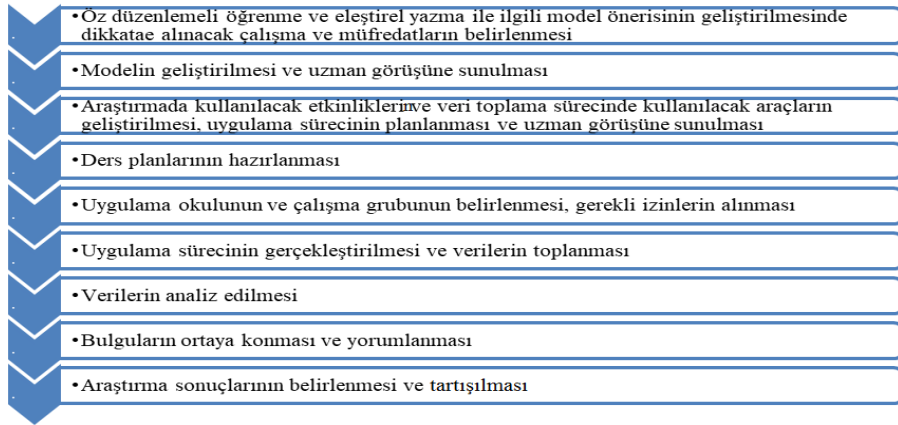 •Öz düzenlemeli öğrenme ve eleştirel yazma ile ilgili model önerisinin geliştirilmesinde
dikkatae alınacak çalışma ve müfredatların belirlenmesi
•Modelin geliştirilmesi ve uzman görüşüne sunulması
•Araştırmada kullanılacak etkinliklerinve veri toplama sürecinde kullanılacak araçların
geliştirilmesi, uygulama sürecinin planlanması ve uzman görüşüne sunulması
•Ders planlarının hazırlanması
•Uygulama okulunun ve çalışma grubunun belirlenmesi, gerekli izinlerin alınması
•Uygulama sürecinin gerçekleştirilmesi ve verilerin toplanması
•Verilerin analiz edilmesi
•Bulguların ortaya konması ve yorumlanması
•Araştırma sonuçlarının belirlenmesi ve tartışılması